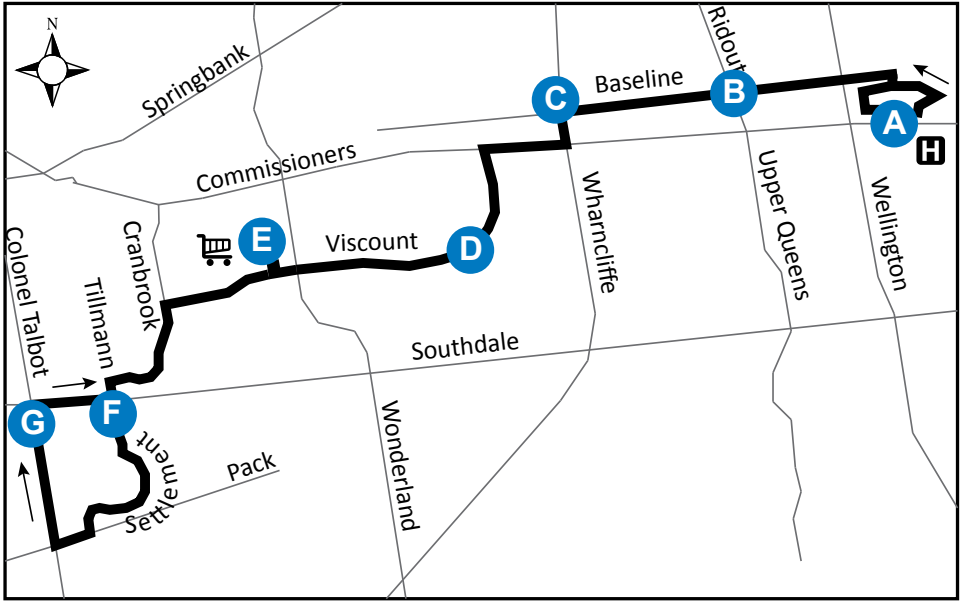 N
Springbank
Ridout
Baseline
C
B
A
H
Commissioners
Upper Queens
Wharncliffe
Wellington
Colonel Talbot
Cranbrook
E
Viscount
D
Tillmann
Southdale
G
F
Settlement
Pack
Wonderland